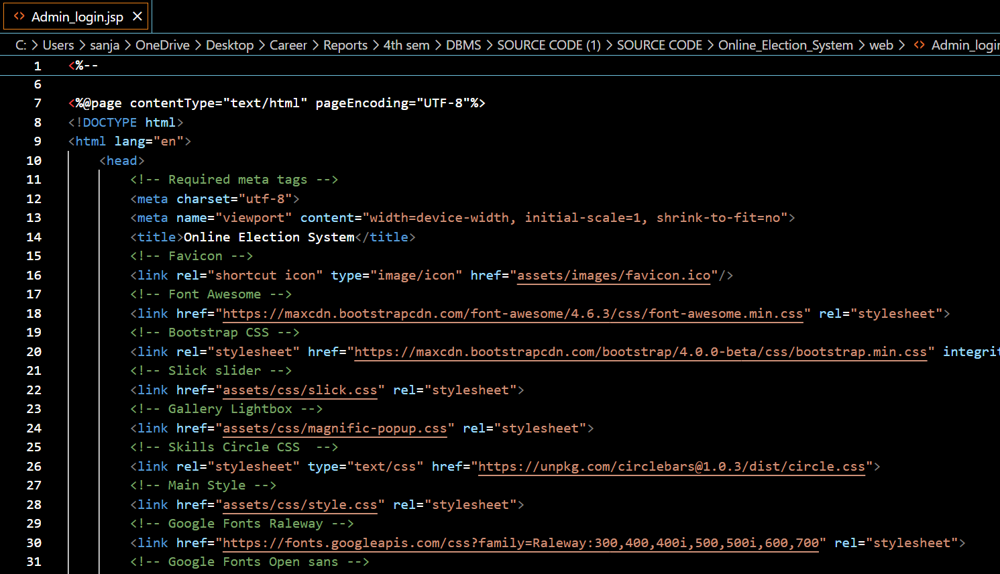 <> Admin_login.jsp ×
C: > Users > sanja > OneDrive > Desktop > Career > Reports > 4th sem > DBMS > SOURCE CODE (1) > SOURCE CODE > Online_Election_System > web > <> Admin_login
1 <%--
6
7 <%@page contentType="text/html" pageEncoding="UTF-8"%>
8 <!DOCTYPE html>
9 <html lang="en">
10 <head>
11 <!-- Required meta tags -->
12 <meta charset="utf-8">
13 <meta name="viewport" content="width=device-width, initial-scale=1, shrink-to-fit=no">
14 <title>Online Election System</title>
15 <!-- Favicon -->
16 <link rel="shortcut icon" type="image/icon" href="assets/images/favicon.ico"/>
17 <!-- Font Awesome -->
18 <link href="https://maxcdn.bootstrapcdn.com/font-awesome/4.6.3/css/font-awesome.min.css" rel="stylesheet">
19 <!-- Bootstrap CSS -->
20 <link rel="stylesheet" href="https://maxcdn.bootstrapcdn.com/bootstrap/4.0.0-beta/css/bootstrap.min.css" integrit
21 <!-- Slick slider -->
22 <link href="assets/css/slick.css" rel="stylesheet">
23 <!-- Gallery Lightbox -->
24 <link href="assets/css/magnific-popup.css" rel="stylesheet">
25 <!-- Skills Circle CSS  -->
26 <link rel="stylesheet" type="text/css" href="https://unpkg.com/circlebars@1.0.3/dist/circle.css">
27 <!-- Main Style -->
28 <link href="assets/css/style.css" rel="stylesheet">
29 <!-- Google Fonts Raleway -->
30 <link href="https://fonts.googleapis.com/css?family=Raleway:300,400,400i,500,500i,600,700" rel="stylesheet">
31 <!-- Google Fonts Open sans -->